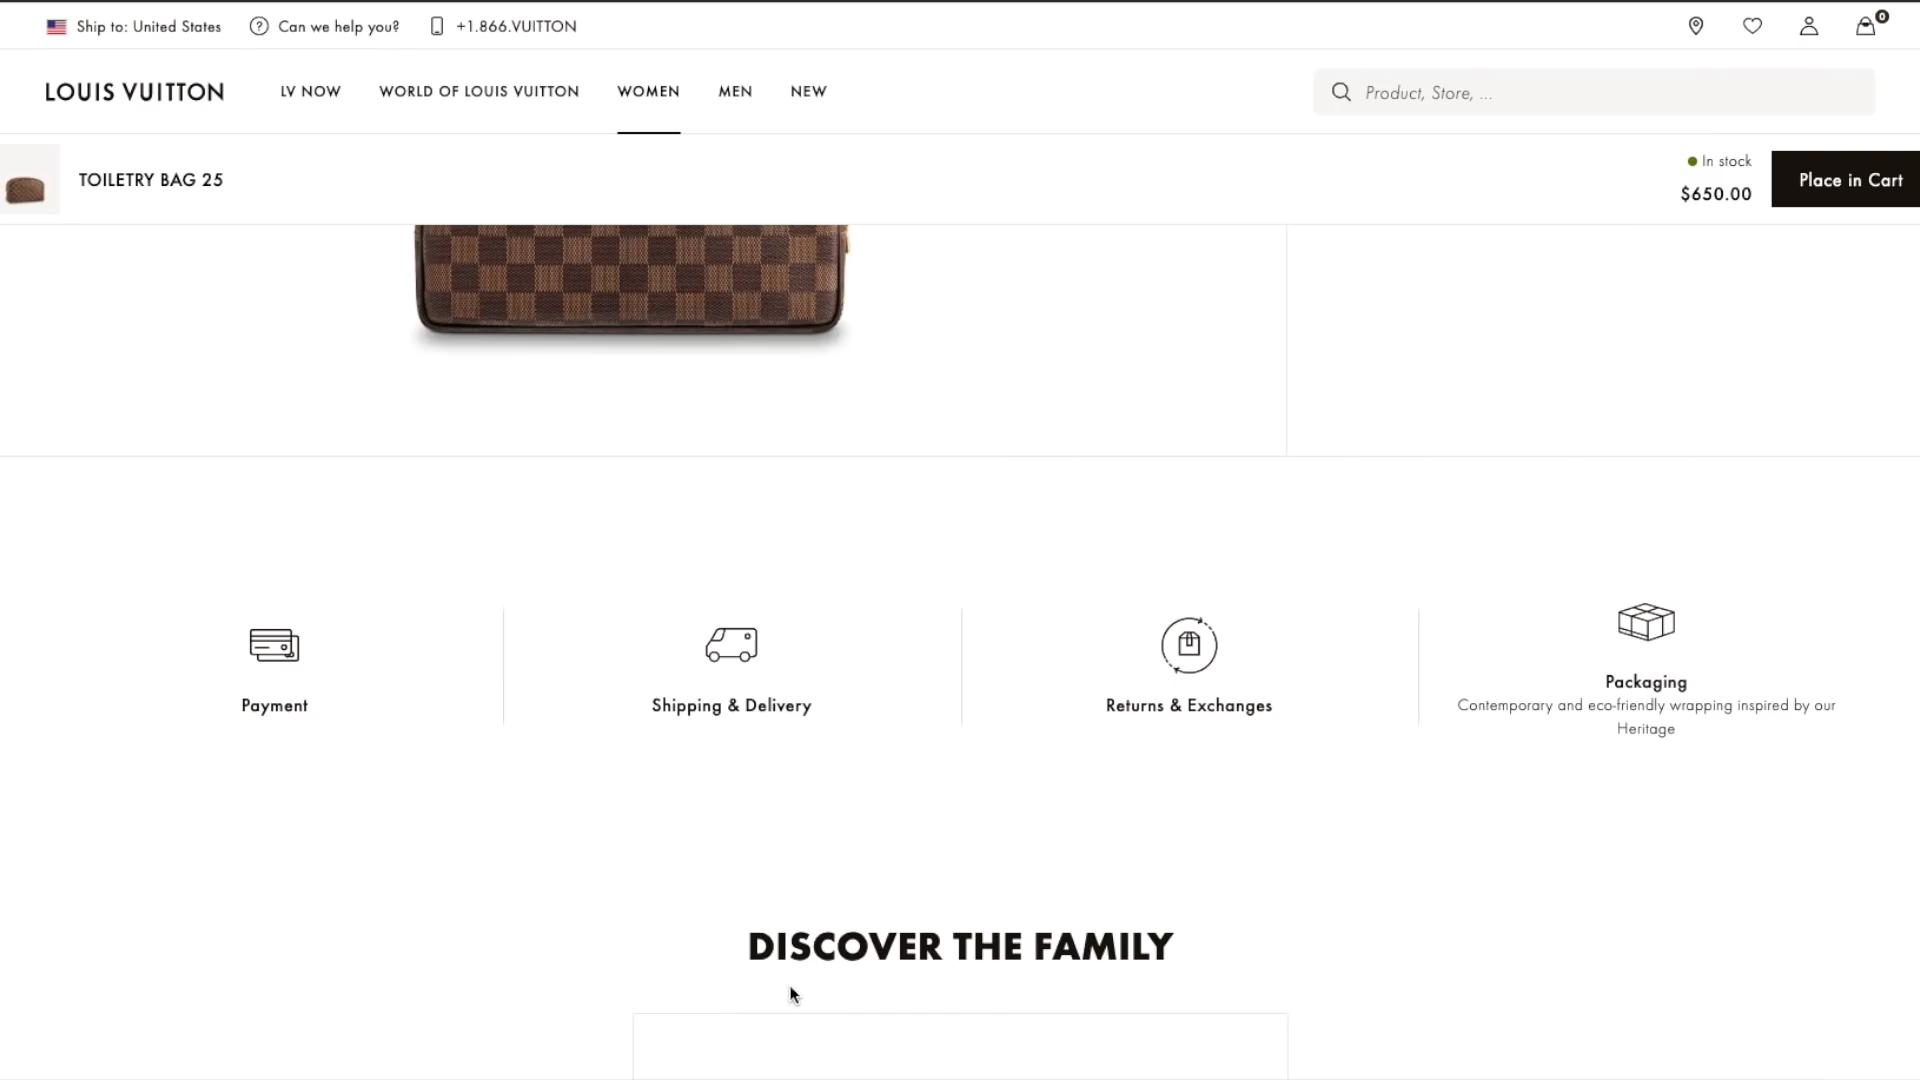 Ship to: United States
Can we help you?
+1.866.VUITTON
0
LOUIS VUITTON
LV NOW
WORLD OF LOUIS VUITTON
WOMEN
MEN
NEW
Product, Store, ...
TOILETRY BAG 25
In stock
$650.00
Place in Cart
Payment
Shipping & Delivery
Returns & Exchanges
Packaging
Contemporary and eco-friendly wrapping inspired by our
Heritage
DISCOVER THE FAMILY